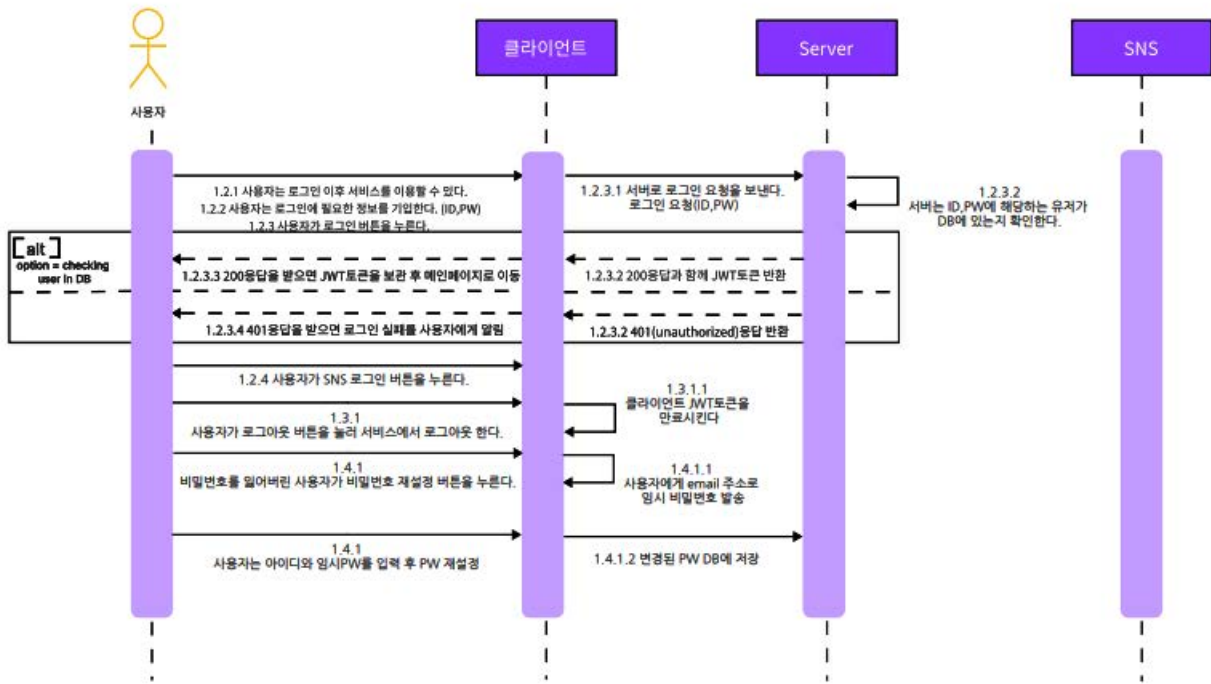 클라이언트
Server
SNS
사용자
1.2.1 사용자는 로그인 이후 서비스를 이용할 수 있다.
1.2.2 사용자는 로그인에 필요한 정보를 기입한다. (ID,PW)
1.2.3 사용자가 로그인 버튼을 누른다.
1.2.3.1 서버로 로그인 요청을 보낸다.
로그인 요청(ID,PW)
1.2.3.2
서버는 ID,PW에 해당하는 유저가
DB에 있는지 확인한다.
[alt]
option = checking
user in DB
1.2.3.3 200응답을 받으면 JWT토큰을 보관 후 메인페이지로 이동
1.2.3.2 200응답과 함께 JWT토큰 반환
1.2.3.4 401응답을 받으면 로그인 실패를 사용자에게 알림
1.2.3.2 401(unauthorized)응답 반환
1.2.4 사용자가 SNS 로그인 버튼을 누른다.
1.3.1
사용자가 로그아웃 버튼을 눌러 서비스에서 로그아웃 한다.
1.3.1.1
클라이언트 JWT토큰을
만료시킨다
1.4.1
비밀번호를 잃어버린 사용자가 비밀번호 재설정 버튼을 누른다.
1.4.1.1
사용자에게 email 주소로
임시 비밀번호 발송
1.4.1
사용자는 아이디와 임시PW를 입력 후 PW 재설정
1.4.1.2 변경된 PW DB에 저장